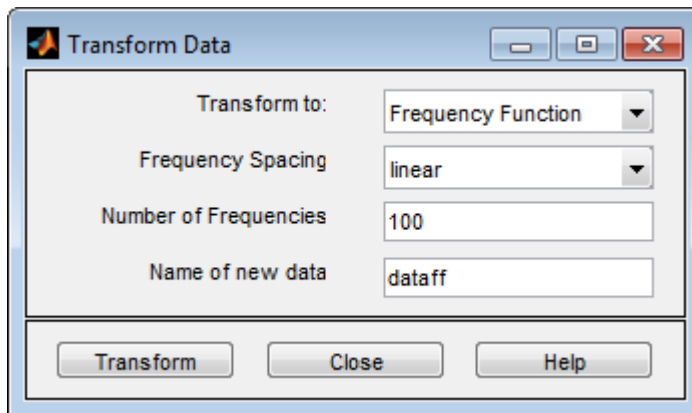 Transform Data
Transform to: Frequency Function
Frequency Spacing linear
Number of Frequencies 100
Name of new data dataff
Transform Close Help